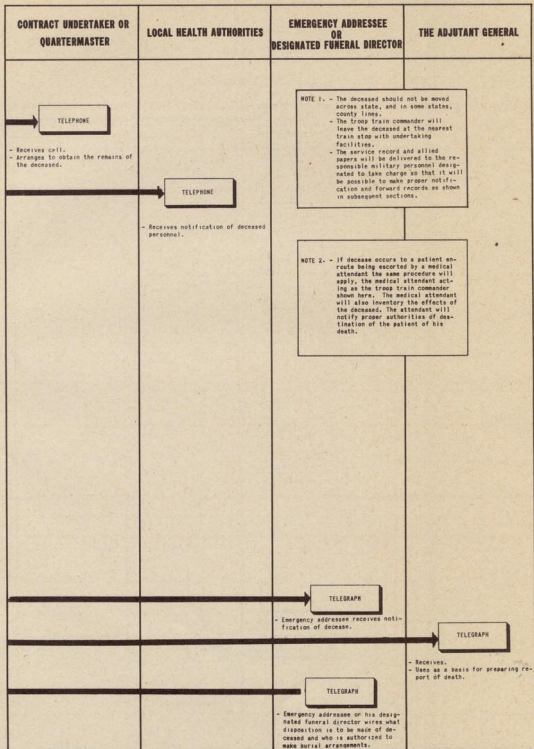 CONTRACT UNDERTAKER OR
QUARTERMASTER
LOCAL HEALTH AUTHORITIES
EMERGENCY ADDRESSEE
OR
DESIGNATED FUNERAL DIRECTOR
THE ADJUTANT GENERAL
TELEPHONE
- Receives call.
- Arranges to obtain the remains of
the deceased.
TELEPHONE
- Receives notification of deceased
personnel.
NOTE 1. - The deceased should not be moved
across state, and in some states,
county lines.
- The troop train commander will
leave the deceased at the nearest
train stop with undertaking
facilities.
- The service record and allied
papers will be delivered to the re-
sponsible military personnel desig-
nated to take charge so that it will
be possible to make proper notifi-
cation and forward records as shown
in subsequent sections.
NOTE 2. - If decease occurs to a patient en-
route being escorted by a medical
attendant the same procedure will
apply, the medical attendant act-
ing as the troop train commander
shown here. The medical attendant
will also inventory the effects of
the deceased. The attendant will
notify proper authorities of des-
tination of the patient of his
death.
TELEGRAPH
- Emergency addressee receives noti-
fication of decease.
TELEGRAPH
- Receives.
- Uses as a basis for preparing re-
port of death.
TELEGRAPH
- Emergency addressee or his desig-
nated funeral director wires what
disposition is to be made of de-
ceased and who is authorized to
make burial arrangements.